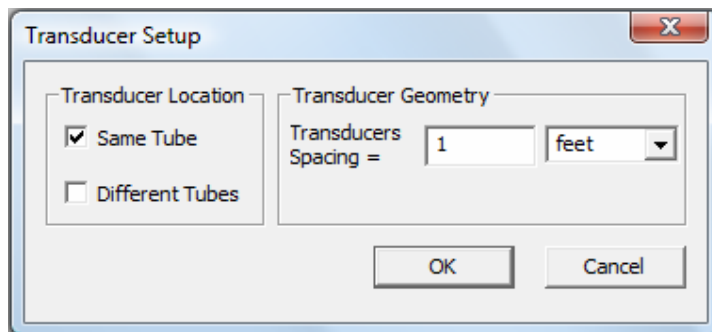 Transducer Setup
Transducer Location
Same Tube
Different Tubes
Transducer Geometry
Transducers
Spacing =
1
feet
OK
Cancel